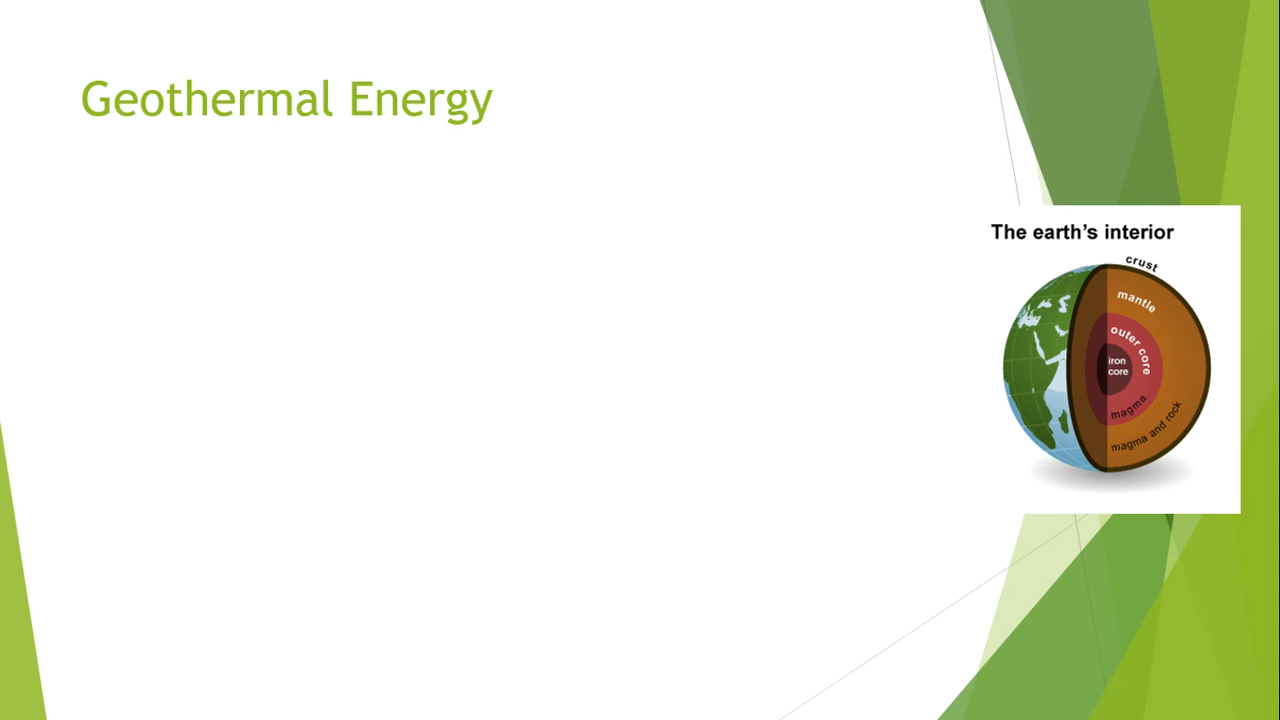 Geothermal Energy
The earth's interior
crust
mantle
outer core
iron
core
magma
magma and rock